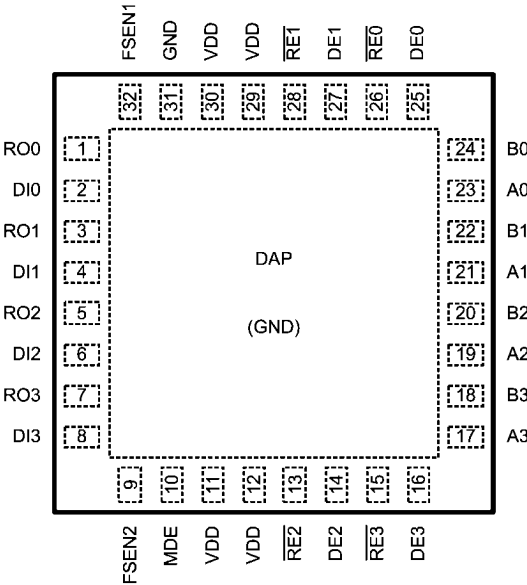 FSEN1 GND VDD VDD RE1 DE1 RE0 DE0
32 31 30 29 28 27 26 25
RO0 1 24 B0
DI0 2 23 A0
RO1 3 22 B1
DI1 4 21 A1
DAP
RO2 5 20 B2
(GND)
DI2 6 19 A2
RO3 7 18 B3
DI3 8 17 A3
9 10 11 12 13 14 15 16
FSEN2 MDE VDD VDD RE2 DE2 RE3 DE3